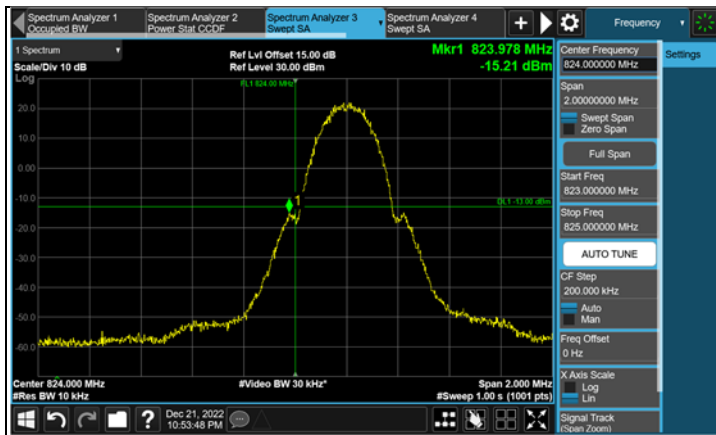 Spectrum Analyzer 1
Occupied BW
Spectrum Analyzer 2
Power Stat CCDF
Spectrum Analyzer 3
Swept SA
Spectrum Analyzer 4
Swept SA
+
Frequency
1 Spectrum
Scale/Div 10 dB
Log
Ref Lvl Offset 15.00 dB
Ref Level 30.00 dBm
Mkr1 823.978 MHz
-15.21 dBm
FL1 824.00 MHz
20.0
10.0
0.00
-10.0
-20.0
-30.0
-40.0
-50.0
-60.0
1
DL1 -13.00 dBm
Center 824.000 MHz
#Res BW 10 kHz
#Video BW 30 kHz*
Span 2.000 MHz
#Sweep 1.00 s (1001 pts)
Center Frequency
824.000000 MHz
Settings
Span
2.00000000 MHz
Swept Span
Zero Span
Full Span
Start Freq
823.000000 MHz
Stop Freq
825.000000 MHz
AUTO TUNE
CF Step
200.000 kHz
Auto
Man
Freq Offset
0 Hz
X Axis Scale
Log
Lin
Signal Track
(Span Zoom)
?
Dec 21, 2022
10:53:48 PM